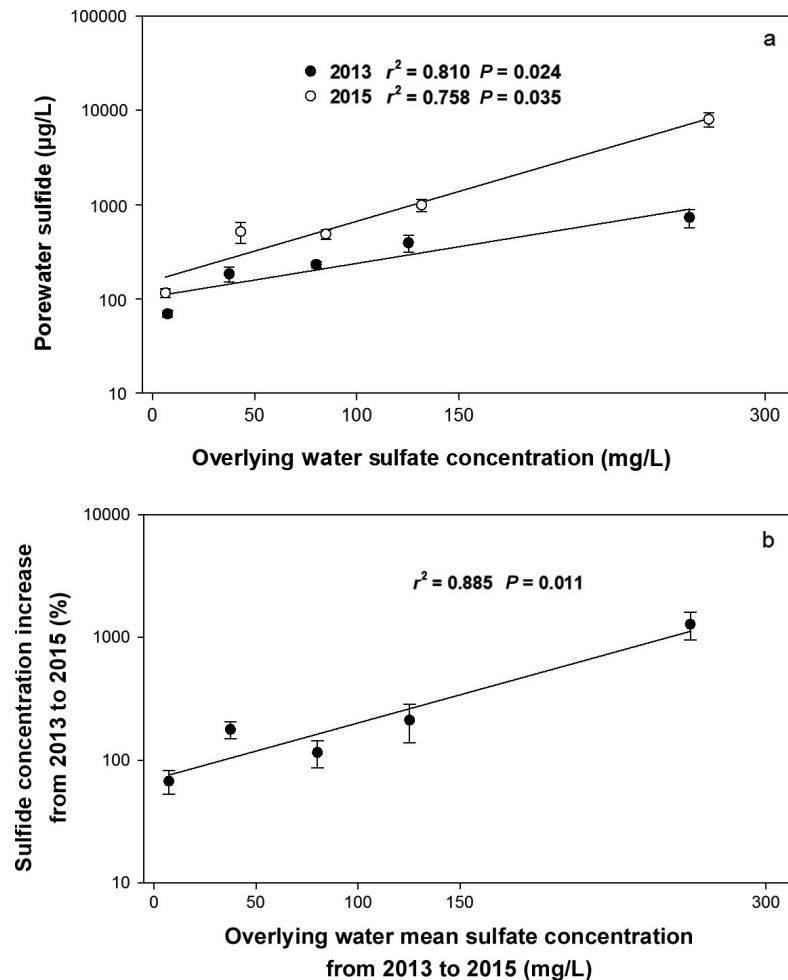 100000
a
● 2013 r² = 0.810 P = 0.024
○ 2015 r² = 0.758 P = 0.035
10000
1000
100
10
Porewater sulfide (µg/L)
0 50 100 150 300
Overlying water sulfate concentration (mg/L)
10000
b
r² = 0.885 P = 0.011
1000
100
10
Sulfide concentration increase
from 2013 to 2015 (%)
0 50 100 150 300
Overlying water mean sulfate concentration
from 2013 to 2015 (mg/L)